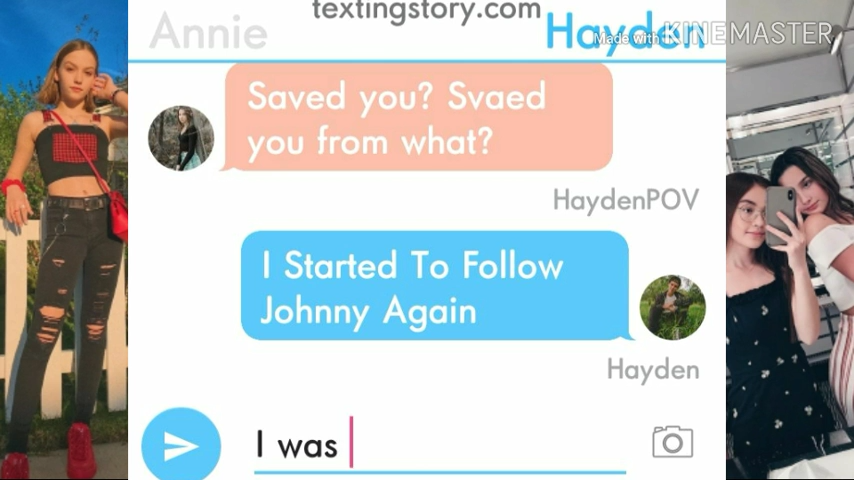 textingstory.com
Annie
Hayden
Made with KINEMASTER
Saved you? Svaed
you from what?
HaydenPOV
I Started To Follow
Johnny Again
Hayden
I was